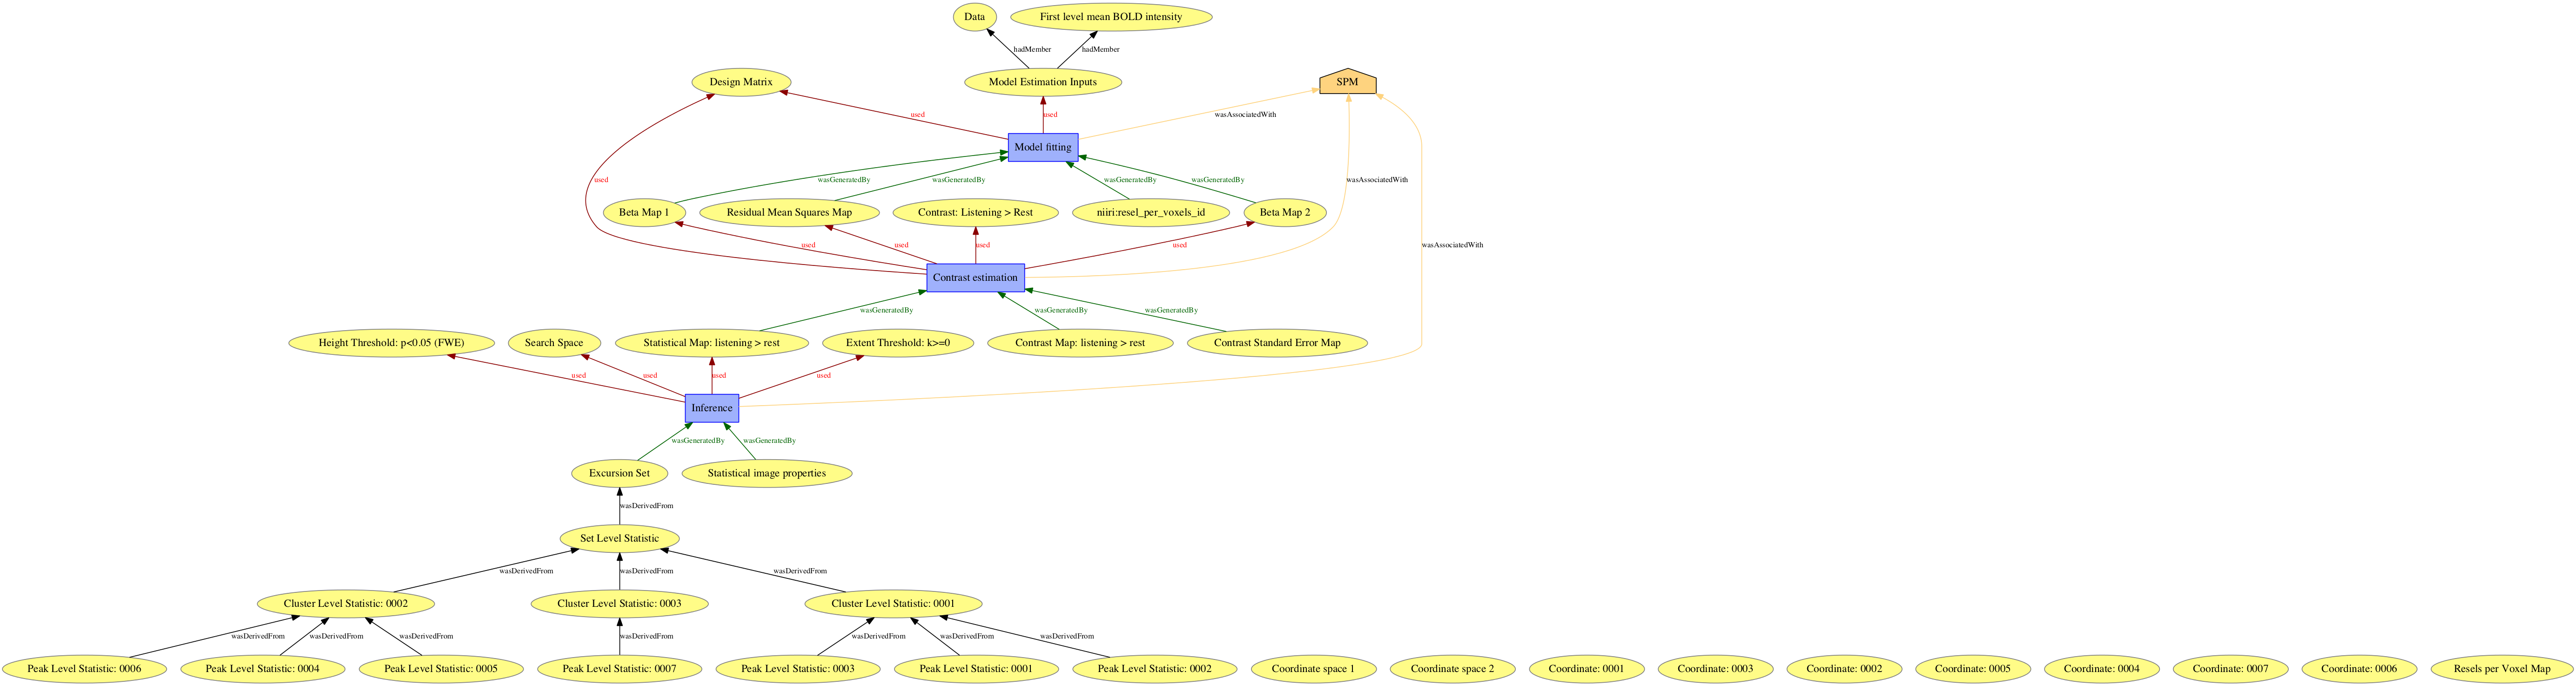 Data
First level mean BOLD intensity
hadMember
hadMember
Design Matrix
Model Estimation Inputs
SPM
used
used
wasAssociatedWith
Model fitting
used
wasGeneratedBy
wasGeneratedBy
wasGeneratedBy
wasGeneratedBy
wasAssociatedWith
Beta Map 1
Residual Mean Squares Map
Contrast: Listening > Rest
niiri:resel_per_voxels_id
Beta Map 2
used
used
used
used
wasAssociatedWith
Contrast estimation
wasGeneratedBy
wasGeneratedBy
wasGeneratedBy
Height Threshold: p<0.05 (FWE)
Search Space
Statistical Map: listening > rest
Extent Threshold: k>=0
Contrast Map: listening > rest
Contrast Standard Error Map
used
used
used
used
Inference
wasGeneratedBy
wasGeneratedBy
Excursion Set
Statistical image properties
wasDerivedFrom
Set Level Statistic
wasDerivedFrom
wasDerivedFrom
wasDerivedFrom
Cluster Level Statistic: 0002
Cluster Level Statistic: 0003
Cluster Level Statistic: 0001
wasDerivedFrom
wasDerivedFrom
wasDerivedFrom
wasDerivedFrom
wasDerivedFrom
wasDerivedFrom
wasDerivedFrom
Peak Level Statistic: 0006
Peak Level Statistic: 0004
Peak Level Statistic: 0005
Peak Level Statistic: 0007
Peak Level Statistic: 0003
Peak Level Statistic: 0001
Peak Level Statistic: 0002
Coordinate space 1
Coordinate space 2
Coordinate: 0001
Coordinate: 0003
Coordinate: 0002
Coordinate: 0005
Coordinate: 0004
Coordinate: 0007
Coordinate: 0006
Resels per Voxel Map